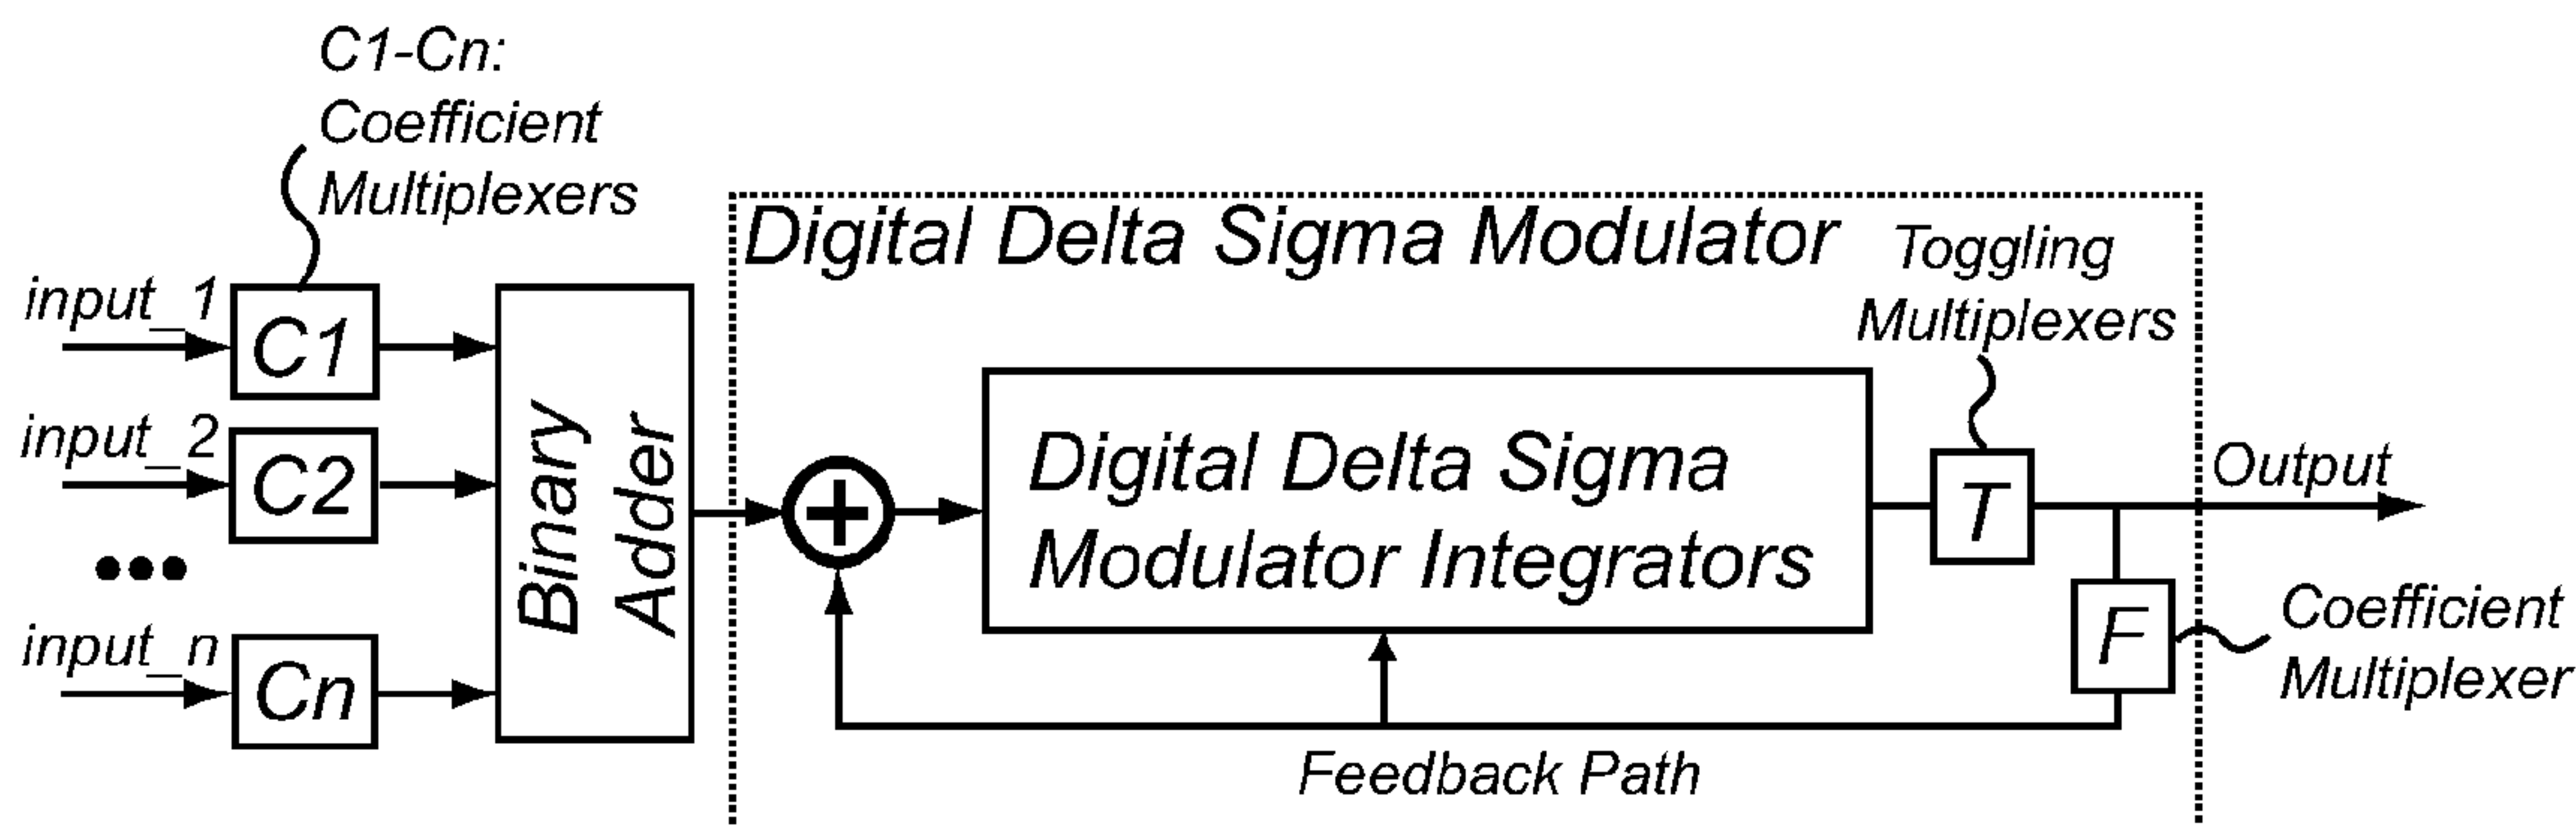 C1-Cn:
Coefficient
Multiplexers
Digital Delta Sigma Modulator
Toggling
Multiplexers
input_1
C1
input_2
C2
input_n
Cn
Binary
Adder
+
Digital Delta Sigma
Modulator Integrators
T
Output
F
Coefficient
Multiplexer
Feedback Path